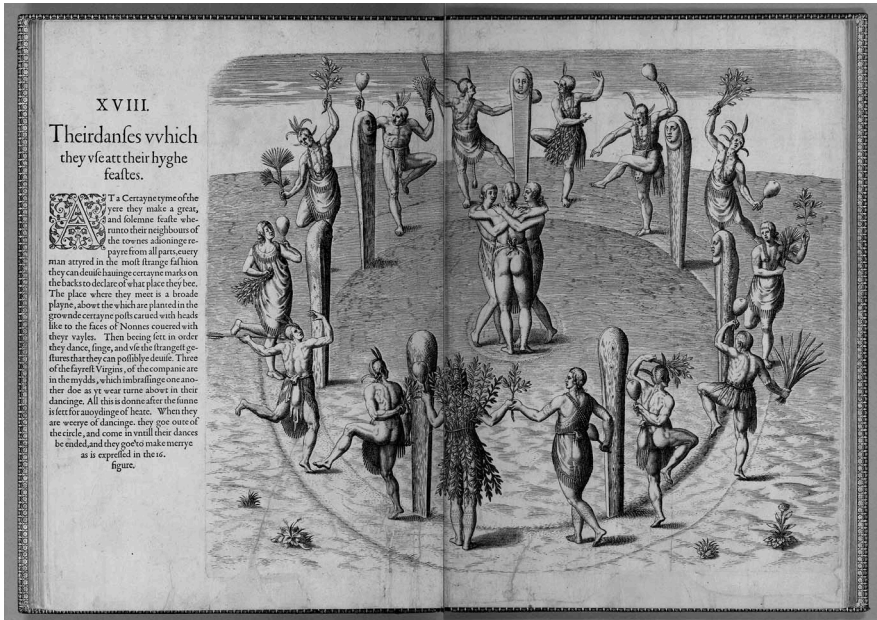 XVIII.
Theirdanſes vvhich
they vſe att their hyghe
feaſtes.
AT a Certayne tyme of the
yere they make a great,
and ſolemne feaſte whe-
runto their neighbours of
the townes adioninge re-
payre from all parts, euery
man attyred in the moſt ſtrange faſhion
they can deuiſe hauinge certayne marks on
the backs to declare of what place they bee.
The place where they meet is a broade
playne, abowt the which are planted in the
grownde certayne poſts carued with heads
like to the faces of Nonnes couered with
theyr vayles. Then beeing ſett in order
they dance, ſinge, and vſe the ſtrangeſt ge-
ſtures that they can poſſiblye deuiſe. Three
of the fayreſt Virgins, of the companie are
in the mydds, which imbraſſinge one ano-
ther doe as yt wear turne abowt in their
dancinge. All this is donne after the ſunne
is ſett for auoydinge of heate. When they
are weerye of dancinge. they goe oute of
the circle, and come in vntill their dances
be ended, and they goe to make merrye
as is expreſſed in the 16.
figure.